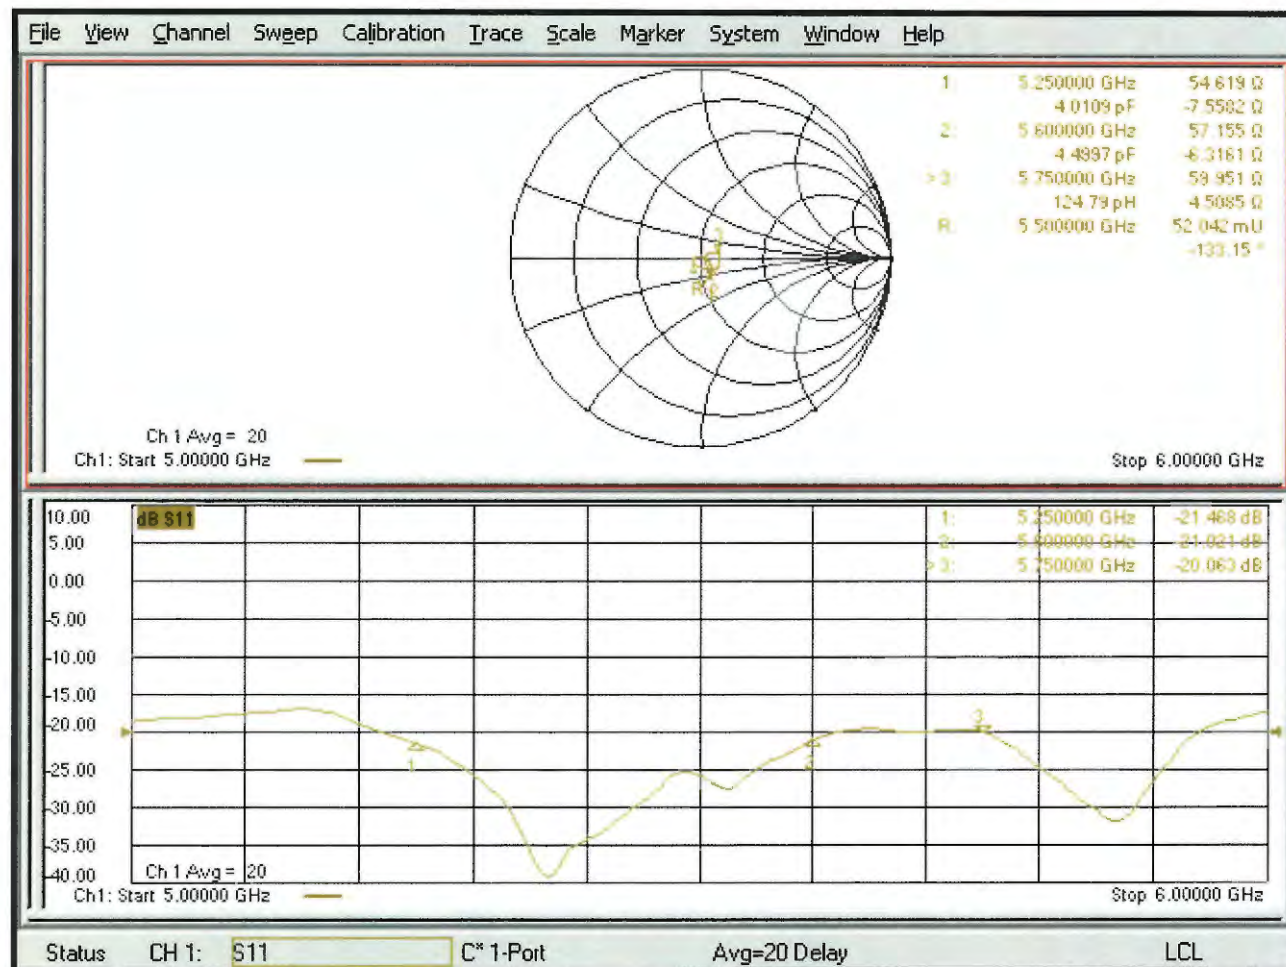 File View Channel Sweep Calibration Trace Scale Marker System Window Help
1: 5.250000 GHz 54.619 Ω
4.0109 pF -7.5582 Ω
2: 5.600000 GHz 57.155 Ω
4.4997 pF -6.3161 Ω
> 3: 5.750000 GHz 59.951 Ω
124.79 pH 4.5085 Ω
R: 5.500000 GHz 52.042 mU
-133.15 °
3
R 2
Ch 1 Avg = 20
Ch1: Start 5.00000 GHz
Stop 6.00000 GHz
10.00 dB S11
1: 5.250000 GHz -21.468 dB
5.00
2: 5.600000 GHz -21.021 dB
> 3: 5.750000 GHz -20.063 dB
0.00
-5.00
-10.00
-15.00
-20.00
3
1
2
-25.00
-30.00
-35.00
-40.00
Ch 1 Avg = 20
Ch1: Start 5.00000 GHz
Stop 6.00000 GHz
Status CH 1: S11 C* 1-Port Avg=20 Delay LCL